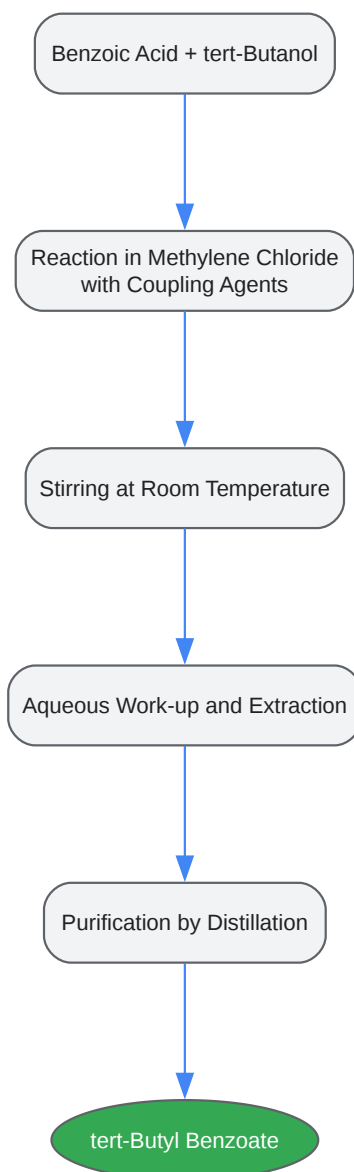 Benzoic Acid + tert-Butanol
Reaction in Methylene Chloride
with Coupling Agents
Stirring at Room Temperature
Aqueous Work-up and Extraction
Purification by Distillation
tert-Butyl Benzoate